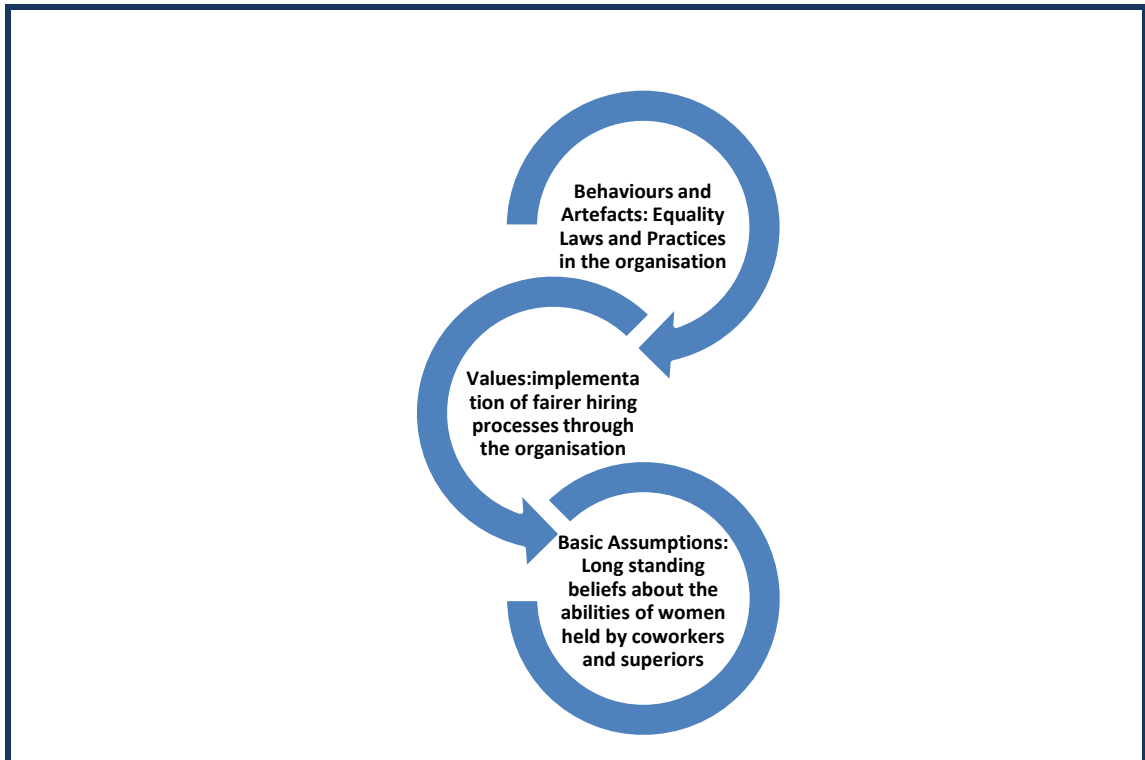 Behaviours and
Artefacts: Equality
Laws and Practices
in the organisation
Values:implementa
tion of fairer hiring
processes through
the organisation
Basic Assumptions:
Long standing
beliefs about the
abilities of women
held by coworkers
and superiors